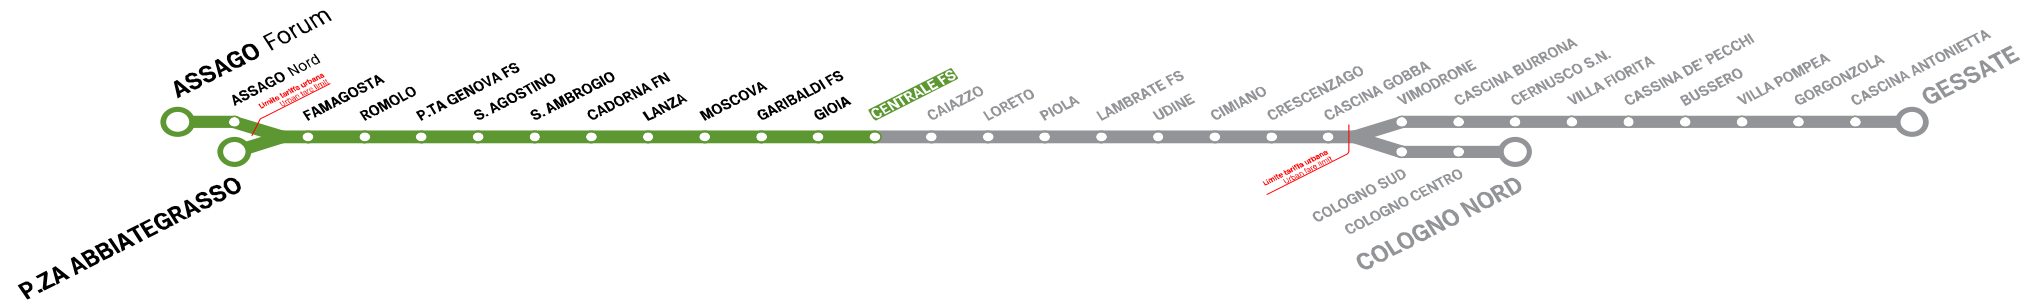 ASSAGO Forum
ASSAGO Nord
Limite tariffa urbana
Urban fare limit
FAMAGOSTA
ROMOLO
P.TA GENOVA FS
S. AGOSTINO
S. AMBROGIO
CADORNA FN
LANZA
MOSCOVA
GARIBALDI FS
GIOIA
CENTRALE FS
CAIAZZO
LORETO
PIOLA
LAMBRATE FS
UDINE
CIMIANO
CRESCENZAGO
CASCINA GOBBA
VIMODRONE
CASCINA BURRONA
CERNUSCO S.N.
VILLA FIORITA
CASSINA DE' PECCHI
BUSSERO
VILLA POMPEA
GORGONZOLA
CASCINA ANTONIETTA
GESSATE
P.ZA ABBIATEGRASSO
Limite tariffa urbana
Urban fare limit
COLOGNO SUD
COLOGNO CENTRO
COLOGNO NORD